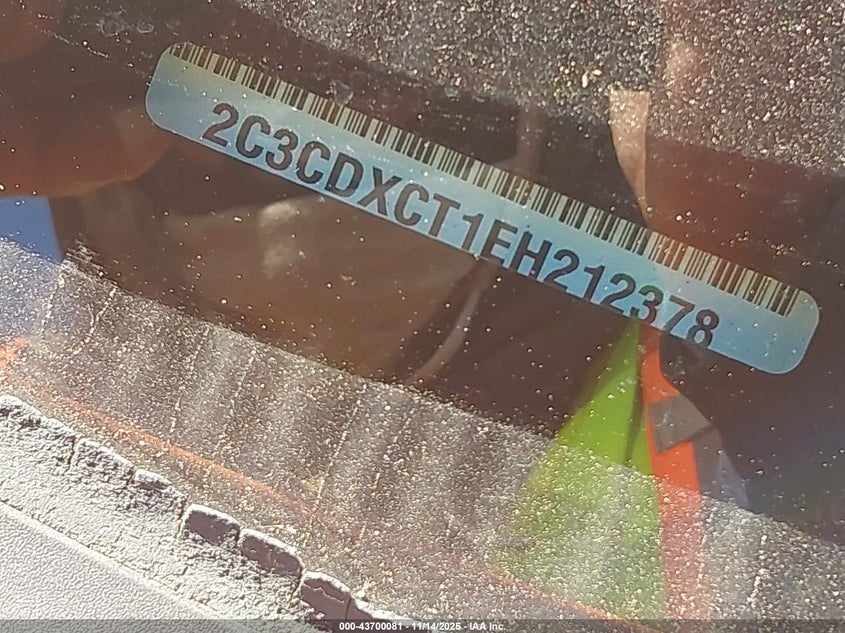 2C3CDXCT1EH212378
000-43700081 - 11/14/2025 - IAA Inc.